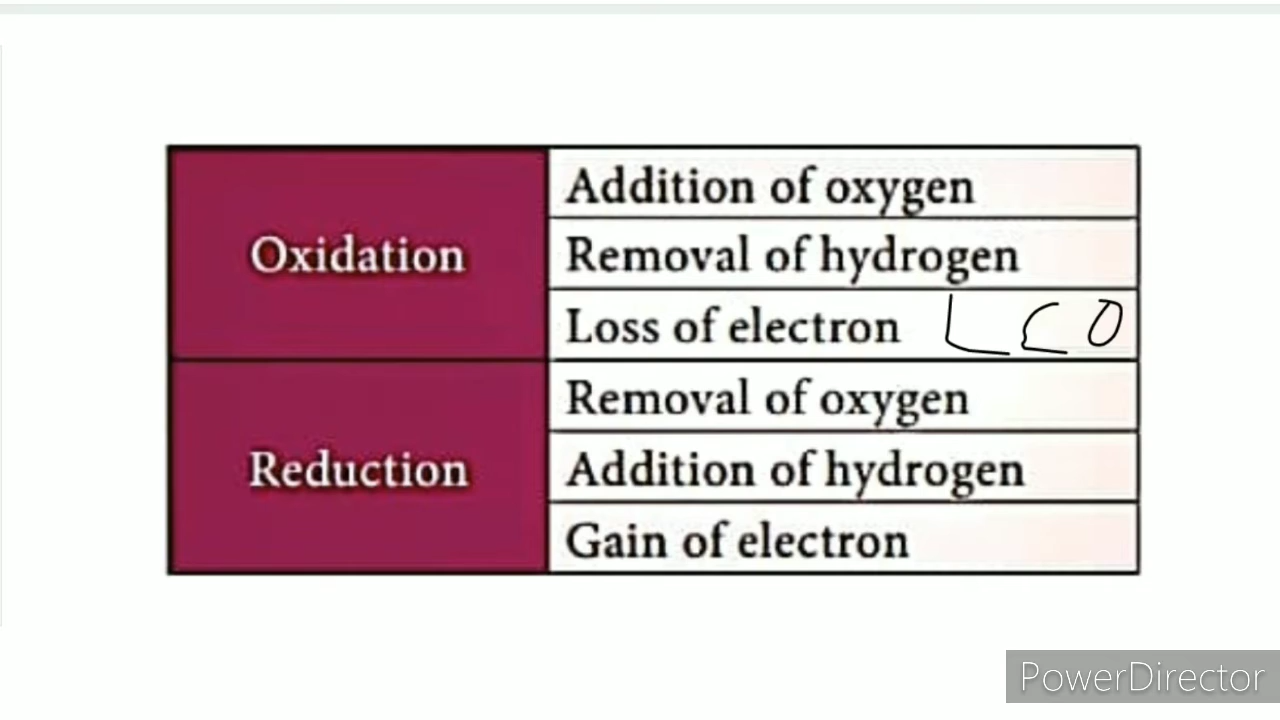 Oxidation
Addition of oxygen
Removal of hydrogen
Loss of electron L E O
Reduction
Removal of oxygen
Addition of hydrogen
Gain of electron
PowerDirector